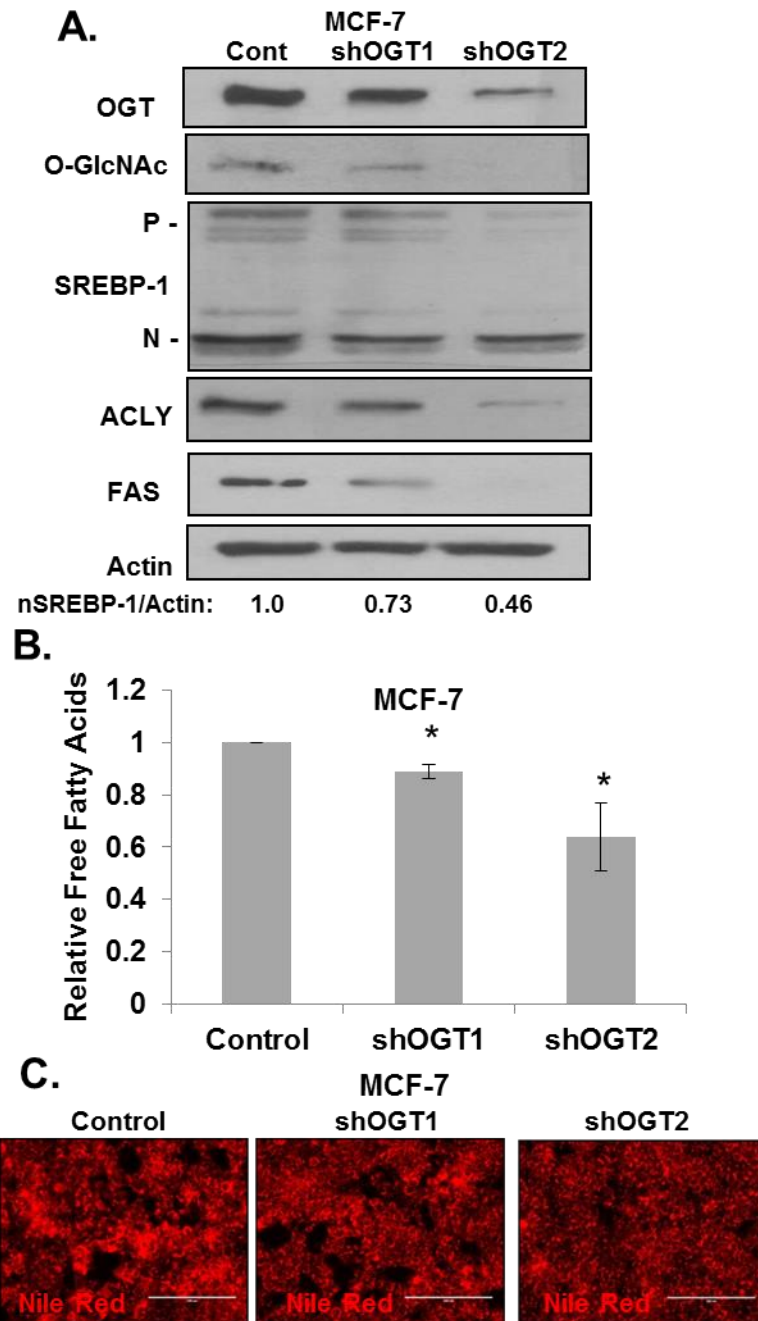 A.
MCF-7
Cont shOGT1 shOGT2
OGT
O-GlcNAc
P -
SREBP-1
N -
ACLY
FAS
Actin
nSREBP-1/Actin: 1.0 0.73 0.46
B.
MCF-7
Relative Free Fatty Acids
1.2
1
0.8
0.6
0.4
0.2
0
*
*
Control shOGT1 shOGT2
C.
MCF-7
Control shOGT1 shOGT2
Nile Red Nile Red Nile Red